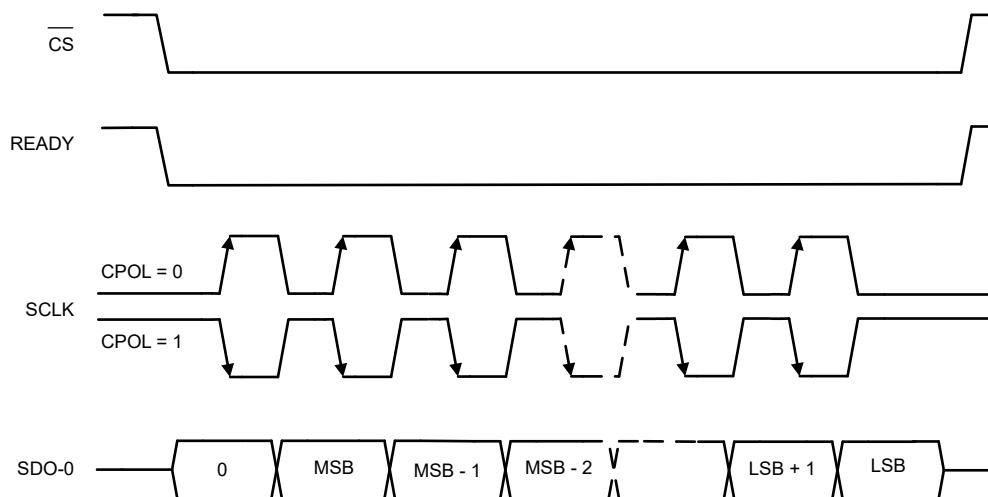 CS
READY
CPOL = 0
SCLK
CPOL = 1
SDO-0
0
MSB
MSB - 1
MSB - 2
LSB + 1
LSB